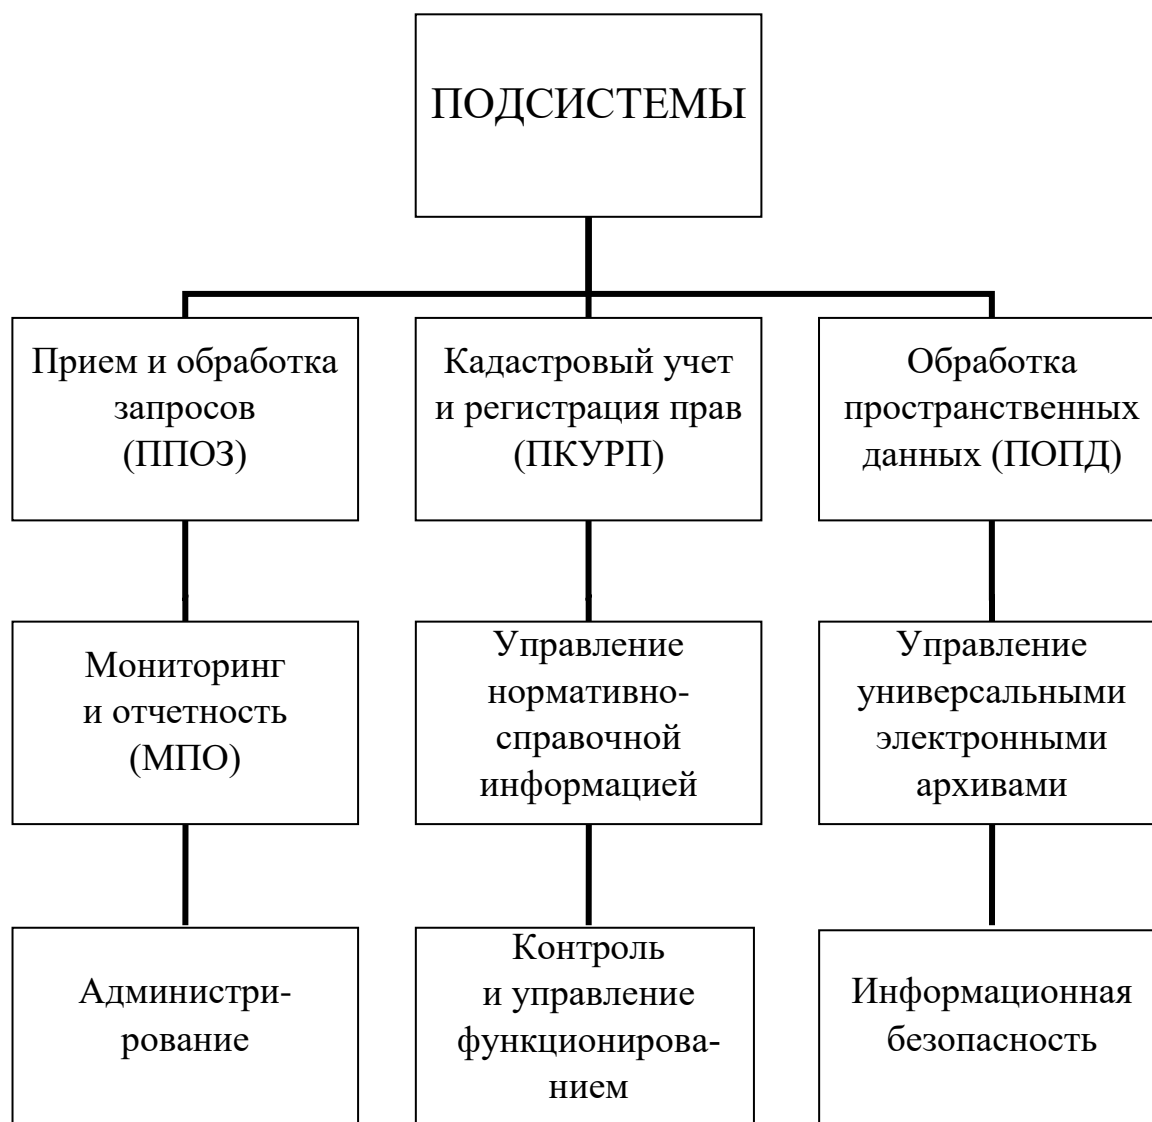 ПОДСИСТЕМЫ
Прием и обработка
запросов
(ППОЗ)
Кадастровый учет
и регистрация прав
(ПКУРП)
Обработка
пространственных
данных (ПОПД)
Мониторинг
и отчетность
(МПО)
Управление
нормативно-
справочной
информацией
Управление
универсальными
электронными
архивами
Администри-
рование
Контроль
и управление
функционирова-
нием
Информационная
безопасность